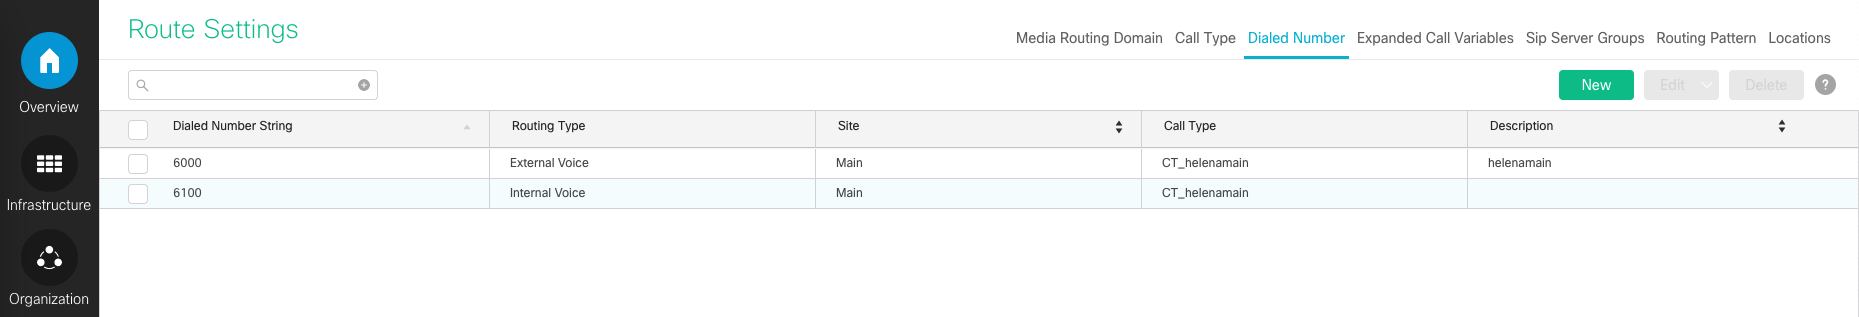 Route Settings
Media Routing Domain Call Type Dialed Number Expanded Call Variables Sip Server Groups Routing Pattern Locations
New Edit Delete ?
Overview
Infrastructure
Organization
Dialed Number String Routing Type Site Call Type Description
6000 External Voice Main CT_helenamain helenamain
6100 Internal Voice Main CT_helenamain